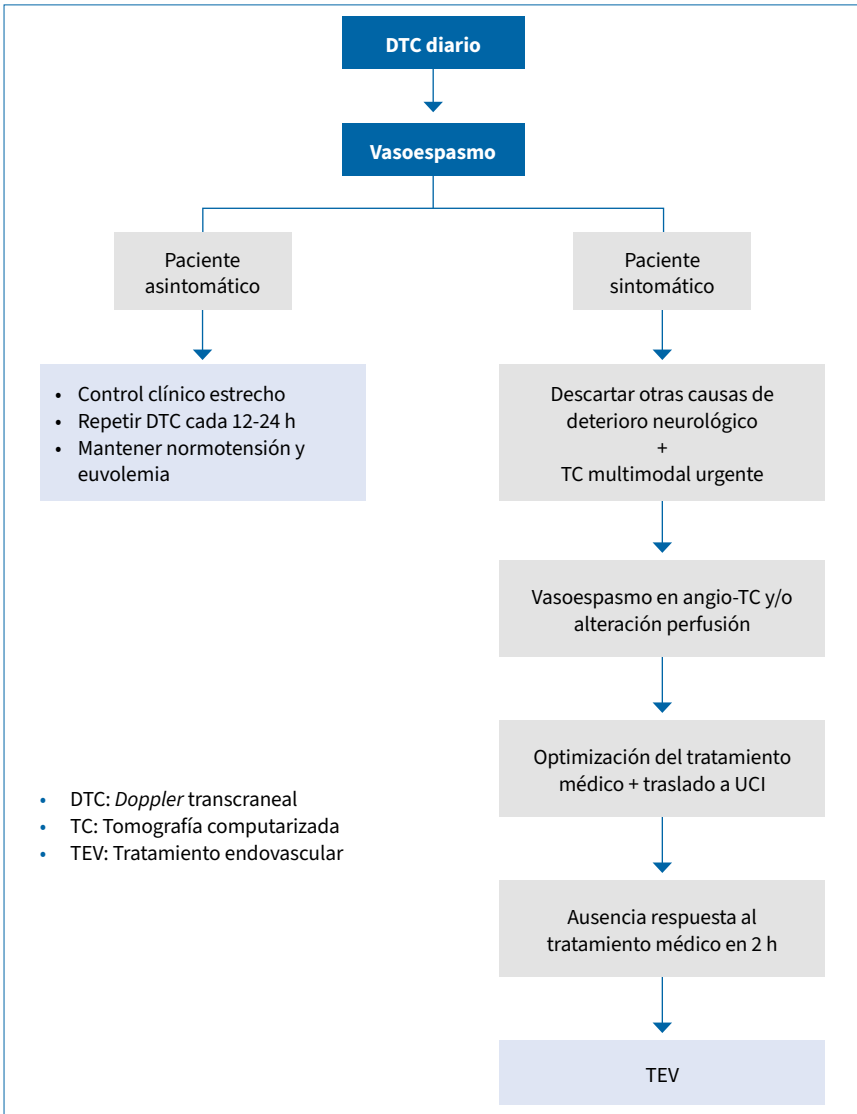 DTC diario
Vasoespasmo
Paciente
asintomático
Paciente
sintomático
• Control clínico estrecho
• Repetir DTC cada 12-24 h
• Mantener normotensión y
euvolemia
Descartar otras causas de
deterioro neurológico
+
TC multimodal urgente
Vasoespasmo en angio-TC y/o
alteración perfusión
Optimización del tratamiento
médico + traslado a UCI
• DTC: Doppler transcraneal
• TC: Tomografía computarizada
• TEV: Tratamiento endovascular
Ausencia respuesta al
tratamiento médico en 2 h
TEV